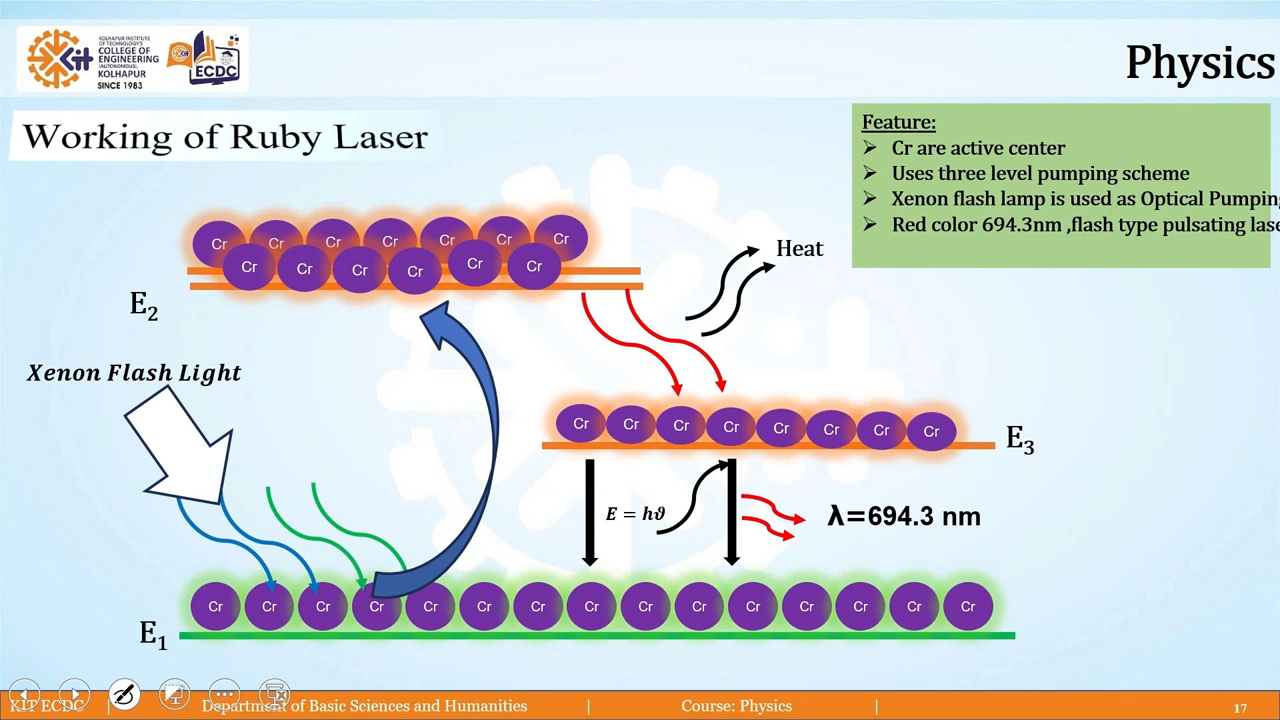 KOLHAPUR INSTITUTE
OF TECHNOLOGY'S
COLLEGE OF
ENGINEERING
(AUTONOMOUS),
KOLHAPUR
SINCE 1983
Kit
ECDC
Physics
Working of Ruby Laser
Feature:
➢ Cr are active center
➢ Uses three level pumping scheme
➢ Xenon flash lamp is used as Optical Pumping
➢ Red color 694.3nm ,flash type pulsating lase
Cr Cr Cr Cr Cr Cr Cr
Cr Cr Cr Cr Cr Cr
Heat
E2
Xenon Flash Light
Cr Cr Cr Cr Cr Cr Cr Cr
E3
E = hϑ
λ=694.3 nm
Cr Cr Cr Cr Cr Cr Cr Cr Cr Cr Cr Cr Cr Cr Cr
E1
KIT ECDC | Department of Basic Sciences and Humanities | Course: Physics | 17